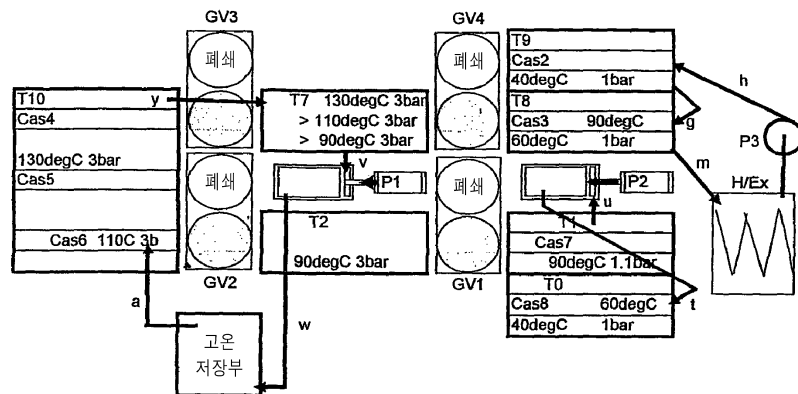 GV3
GV4
폐쇄
폐쇄
T9
Cas2
40degC 1bar
h
T10
y
Cas4
T7 130degC 3bar
> 110degC 3bar
> 90degC 3bar
T8
Cas3 90degC
60degC 1bar
g
P3
130degC 3bar
Cas5
v
m
폐쇄
P1
폐쇄
P2
u
H/Ex
T2
T1
Cas7
Cas6 110C 3b
90degC 3bar
90degC 1.1bar
GV2
GV1
T0
Cas8 60degC
40degC 1bar
t
a
w
고온
저장부